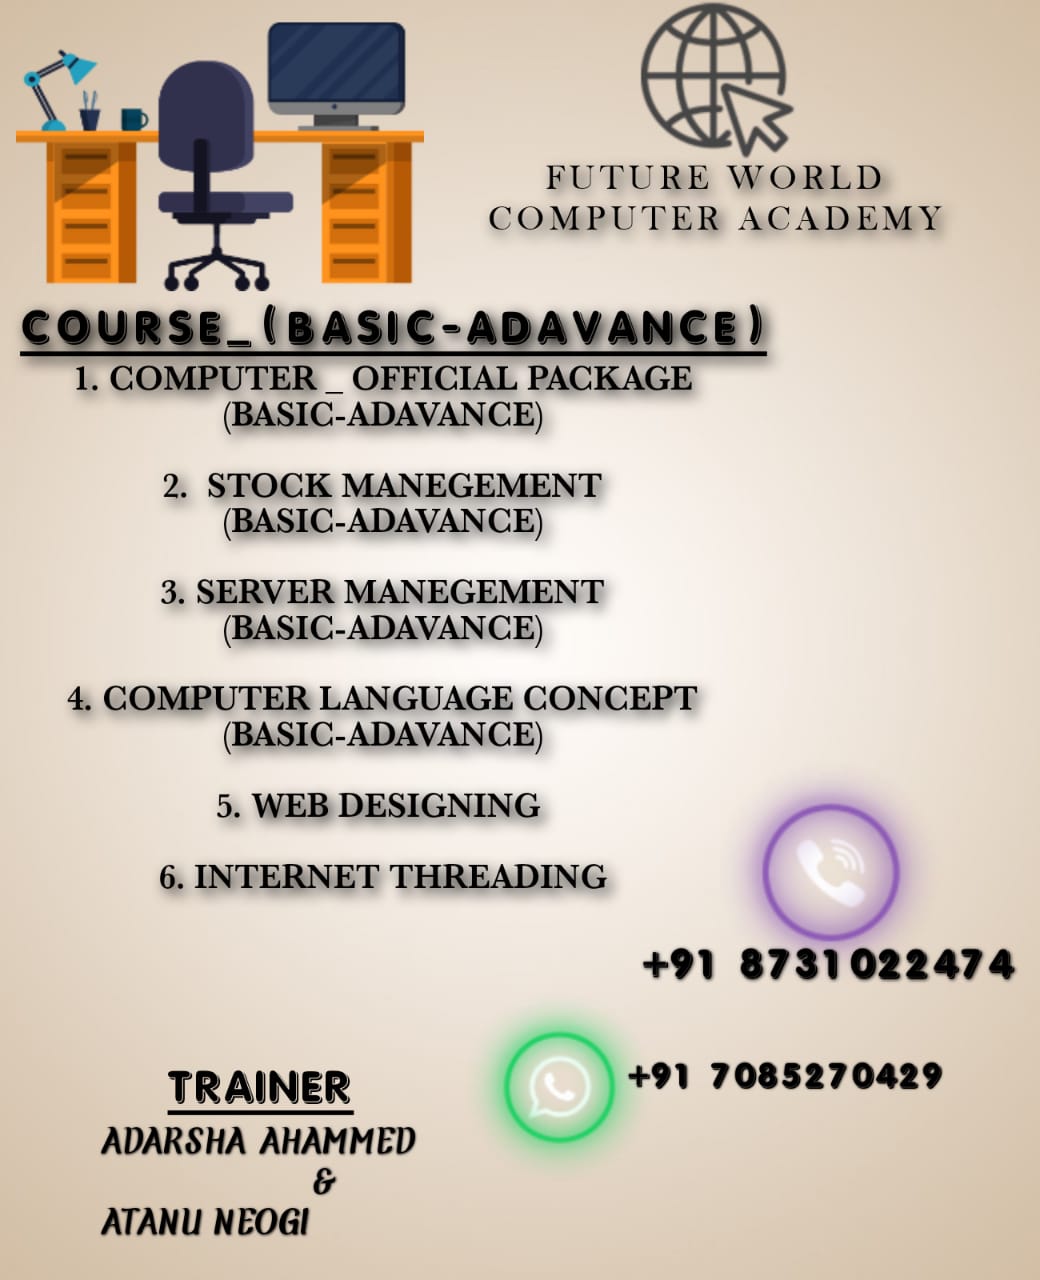 FUTURE WORLD
COMPUTER ACADEMY
COURSE_(BASIC-ADAVANCE)
1. COMPUTER _ OFFICIAL PACKAGE
(BASIC-ADAVANCE)
2. STOCK MANEGEMENT
(BASIC-ADAVANCE)
3. SERVER MANEGEMENT
(BASIC-ADAVANCE)
4. COMPUTER LANGUAGE CONCEPT
(BASIC-ADAVANCE)
5. WEB DESIGNING
6. INTERNET THREADING
+91 8731022474
+91 7085270429
TRAINER
ADARSHA AHAMMED
&
ATANU NEOGI